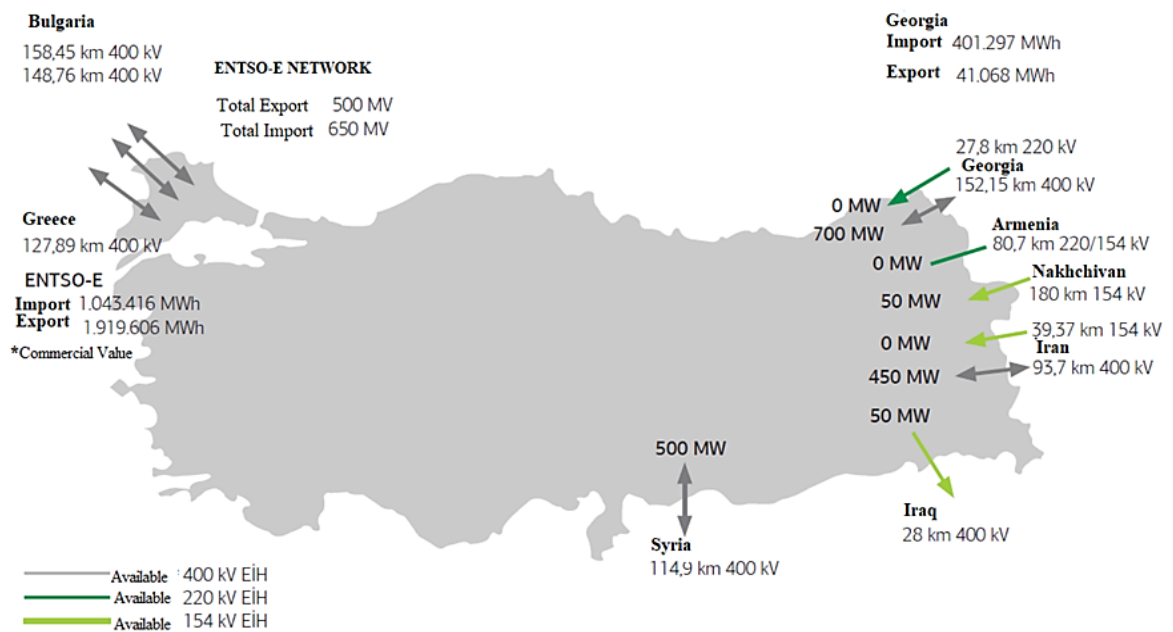 Bulgaria
158,45 km 400 kV
148,76 km 400 kV
ENTSO-E NETWORK
Total Export 500 MV
Total Import 650 MV
Georgia
Import 401.297 MWh
Export 41.068 MWh
27,8 km 220 kV
Georgia
152,15 km 400 kV
0 MW
700 MW
Armenia
80,7 km 220/154 kV
0 MW
Nakhchivan
180 km 154 kV
50 MW
39,37 km 154 kV
0 MW
Iran
93,7 km 400 kV
450 MW
50 MW
Iraq
28 km 400 kV
500 MW
Syria
114,9 km 400 kV
Greece
127,89 km 400 kV
ENTSO-E
Import 1.043.416 MWh
Export 1.919.606 MWh
*Commercial Value
Available : 400 kV EİH
Available 220 kV EİH
Available 154 kV EİH